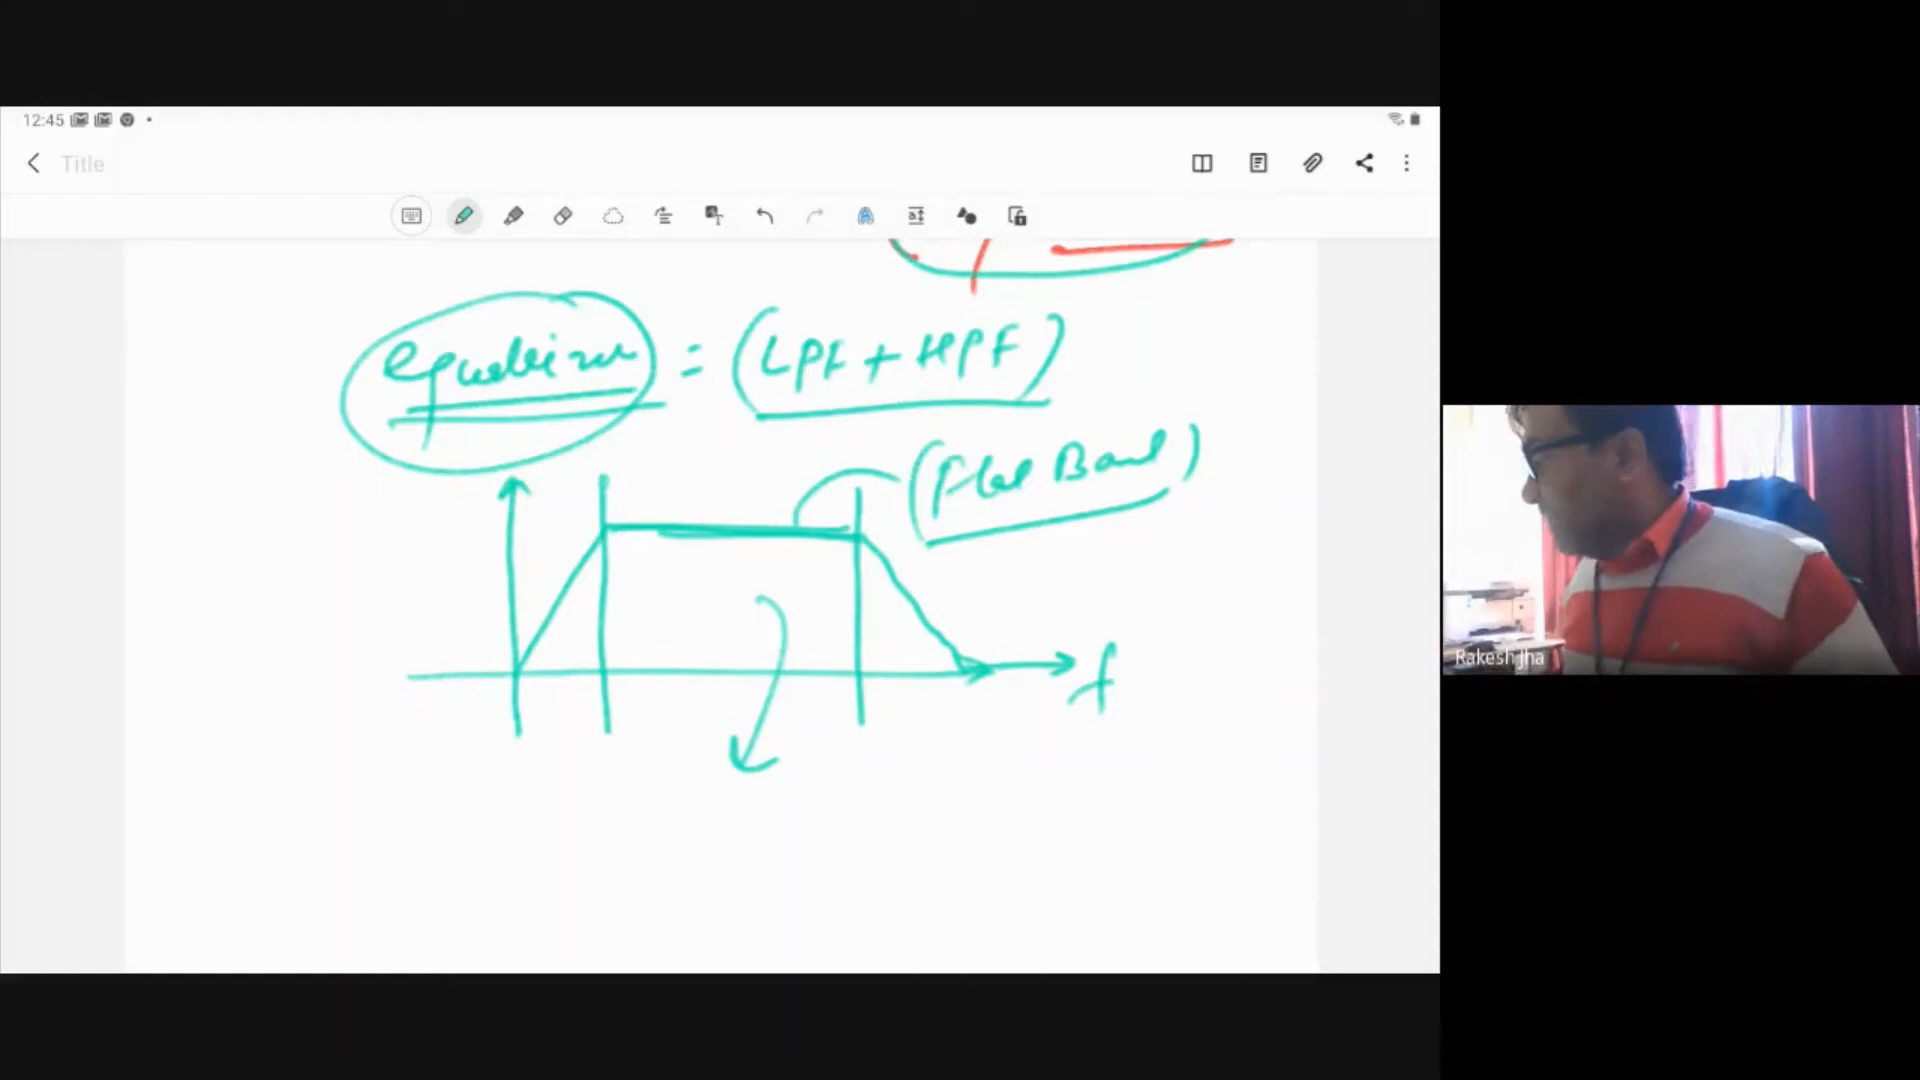 12:45
Title
equalizer = (LPF + HPF)
(Flat Band)
f
Rakesh Jha